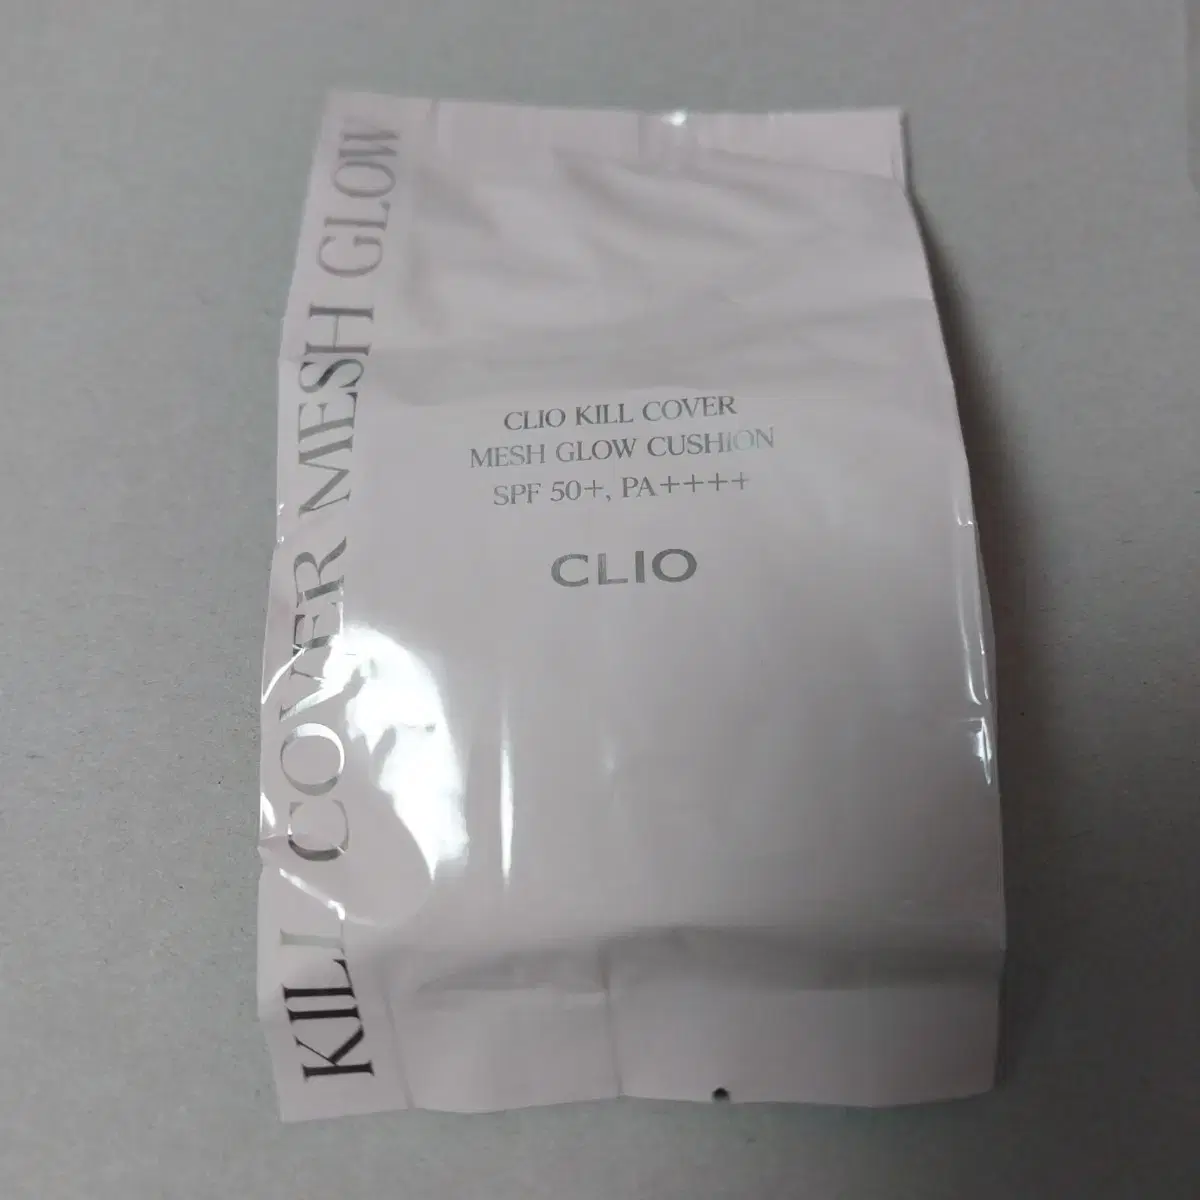 KILL COVER MESH GLOW
CLIO KILL COVER
MESH GLOW CUSHION
SPF 50+, PA++++
CLIO